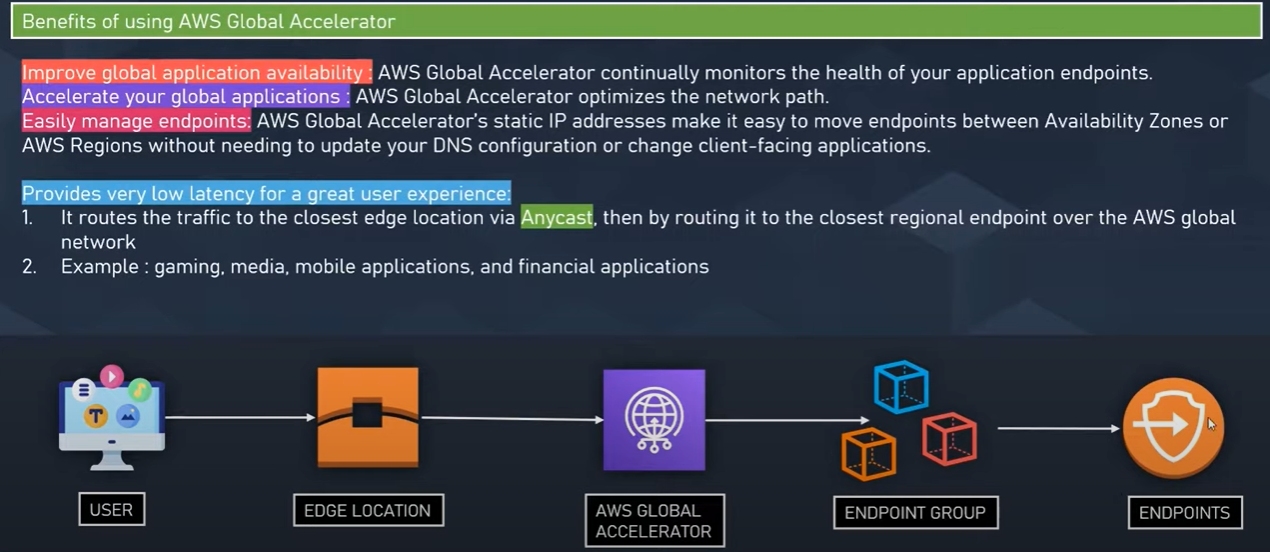 Benefits of using AWS Global Accelerator
Improve global application availability : AWS Global Accelerator continually monitors the health of your application endpoints.
Accelerate your global applications : AWS Global Accelerator optimizes the network path.
Easily manage endpoints: AWS Global Accelerator's static IP addresses make it easy to move endpoints between Availability Zones or
AWS Regions without needing to update your DNS configuration or change client-facing applications.
Provides very low latency for a great user experience:
1. It routes the traffic to the closest edge location via Anycast, then by routing it to the closest regional endpoint over the AWS global
network
2. Example : gaming, media, mobile applications, and financial applications
T
USER
EDGE LOCATION
AWS GLOBAL
ACCELERATOR
ENDPOINT GROUP
ENDPOINTS